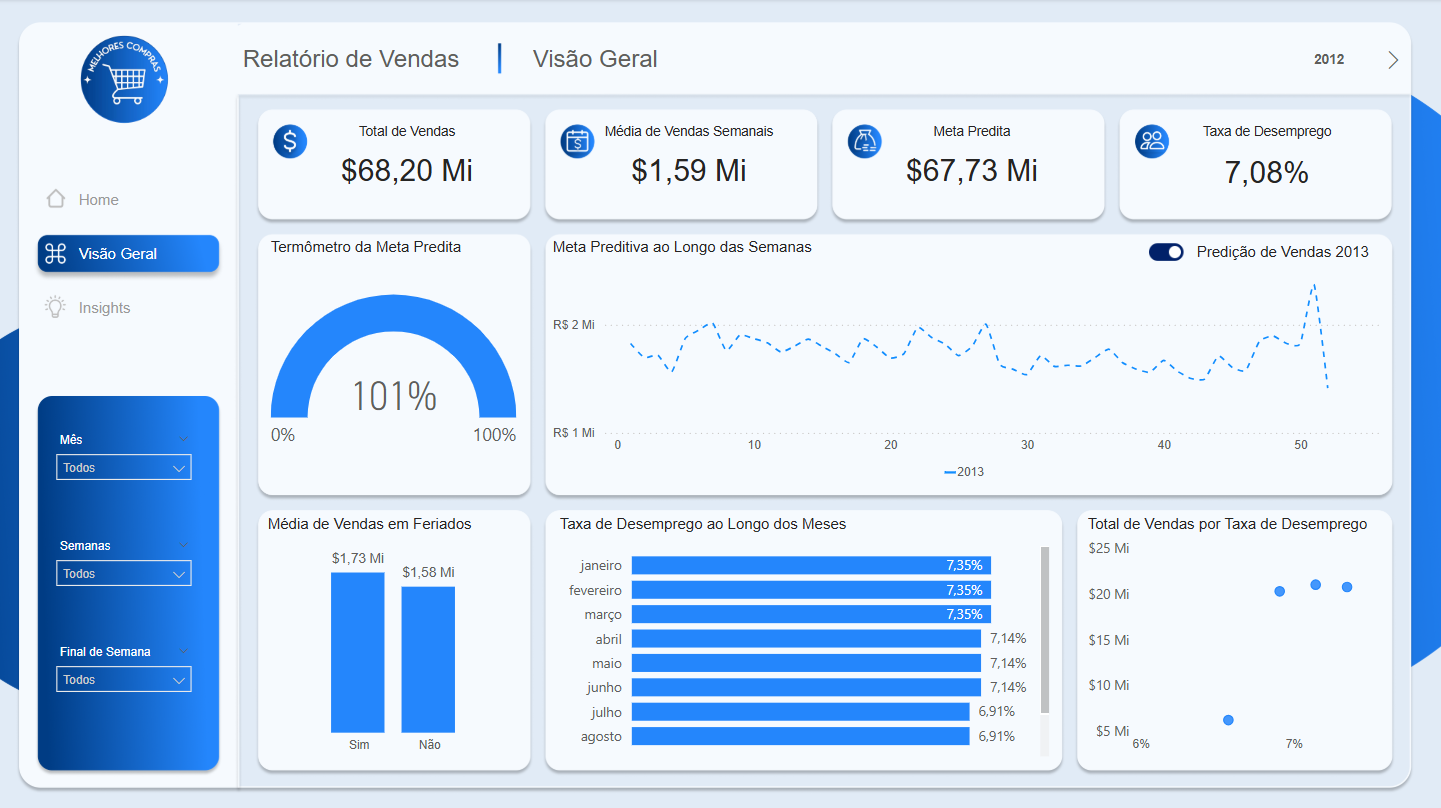 MELHORES COMPRAS
Relatório de Vendas
Visão Geral
2012
Home
Visão Geral
Insights
Mês
Todos
Semanas
Todos
Final de Semana
Todos
Total de Vendas
$68,20 Mi
Média de Vendas Semanais
$1,59 Mi
Meta Predita
$67,73 Mi
Taxa de Desemprego
7,08%
Termômetro da Meta Predita
101%
0% 100%
Meta Preditiva ao Longo das Semanas
Predição de Vendas 2013
R$ 2 Mi
R$ 1 Mi
0 10 20 30 40 50
2013
Média de Vendas em Feriados
$1,73 Mi
$1,58 Mi
Sim Não
Taxa de Desemprego ao Longo dos Meses
janeiro 7,35%
fevereiro 7,35%
março 7,35%
abril 7,14%
maio 7,14%
junho 7,14%
julho 6,91%
agosto 6,91%
Total de Vendas por Taxa de Desemprego
$25 Mi
$20 Mi
$15 Mi
$10 Mi
$5 Mi
6% 7%